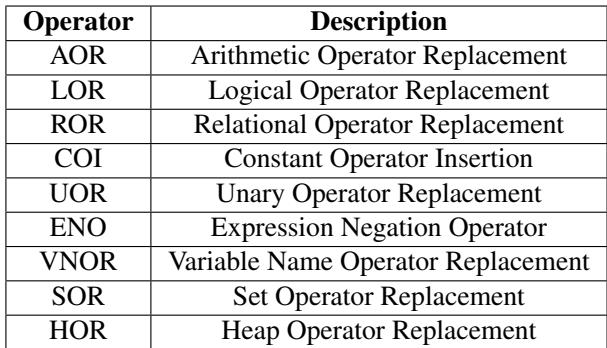 Operator Description
AOR Arithmetic Operator Replacement
LOR Logical Operator Replacement
ROR Relational Operator Replacement
COI Constant Operator Insertion
UOR Unary Operator Replacement
ENO Expression Negation Operator
VNOR Variable Name Operator Replacement
SOR Set Operator Replacement
HOR Heap Operator Replacement